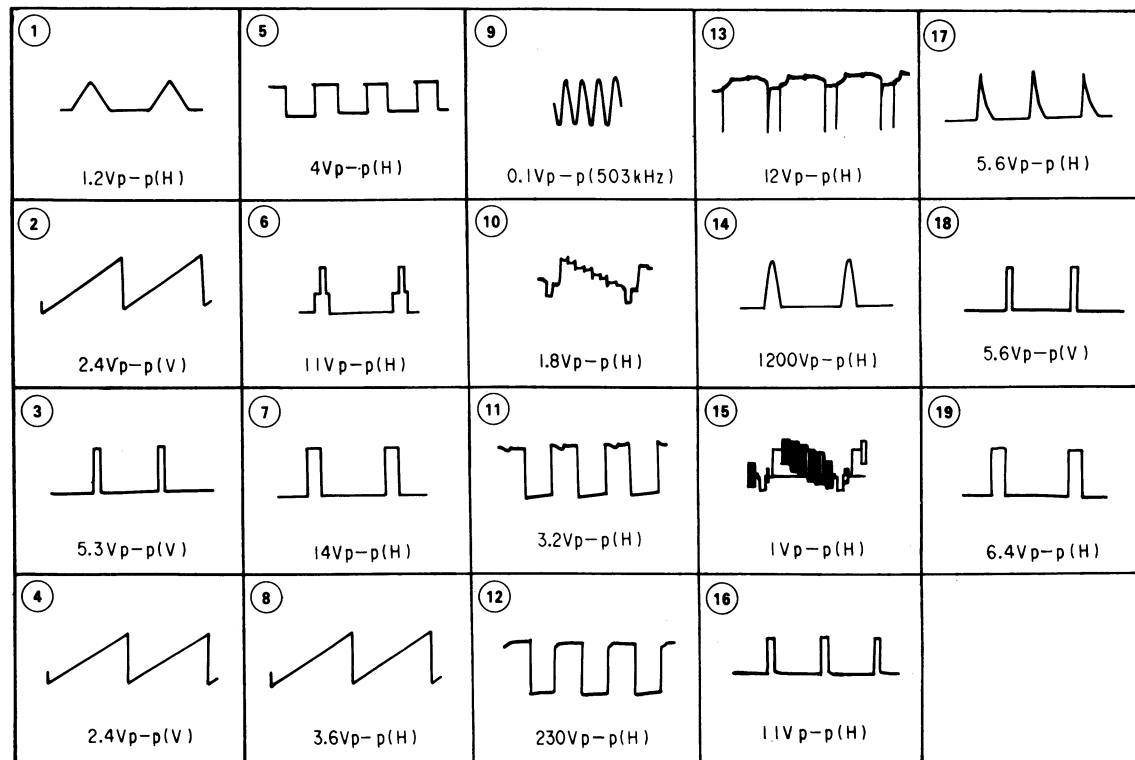 1
1.2Vp-p(H)
2
2.4Vp-p(V)
3
5.3Vp-p(V)
4
2.4Vp-p(V)
5
4Vp-p(H)
6
11Vp-p(H)
7
14Vp-p(H)
8
3.6Vp-p(H)
9
0.1Vp-p(503kHz)
10
1.8Vp-p(H)
11
3.2Vp-p(H)
12
230Vp-p(H)
13
12Vp-p(H)
14
1200Vp-p(H)
15
1Vp-p(H)
16
1.1Vp-p(H)
17
5.6Vp-p(H)
18
5.6Vp-p(V)
19
6.4Vp-p(H)